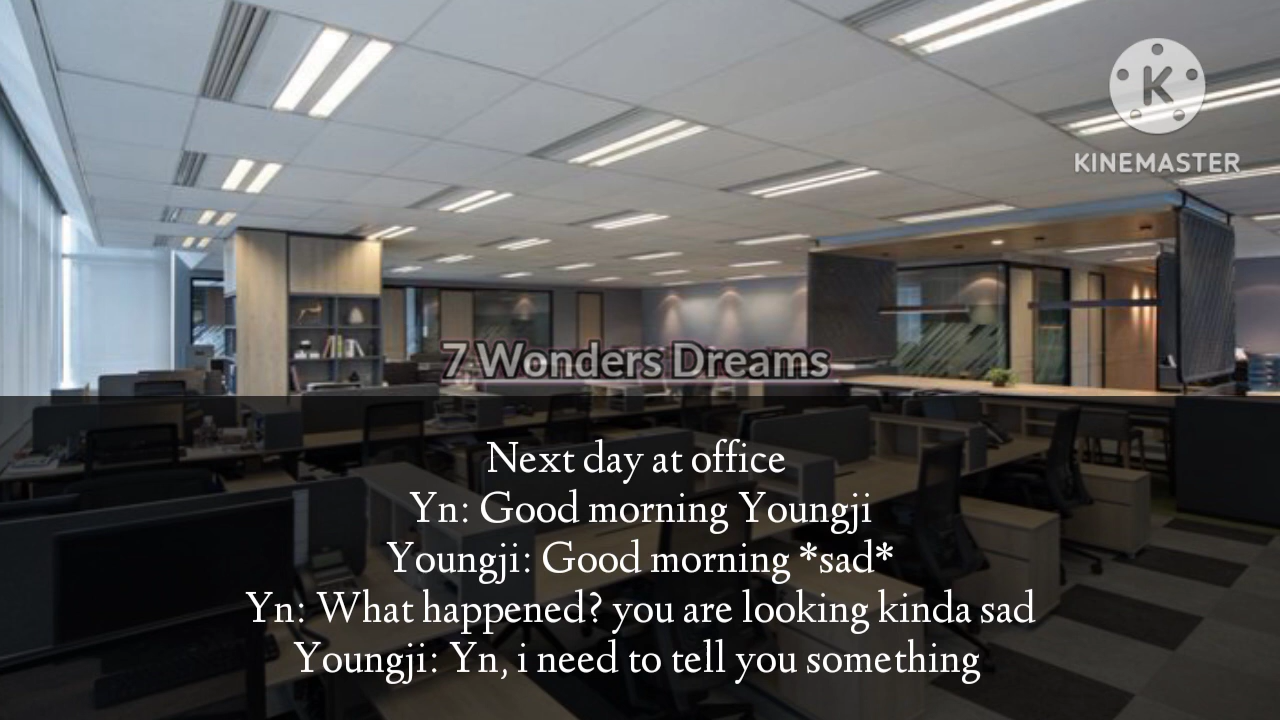 KINEMASTER
7 Wonders Dreams
Next day at office
Yn: Good morning Youngji
Youngji: Good morning *sad*
Yn: What happened? you are looking kinda sad
Youngji: Yn, i need to tell you something